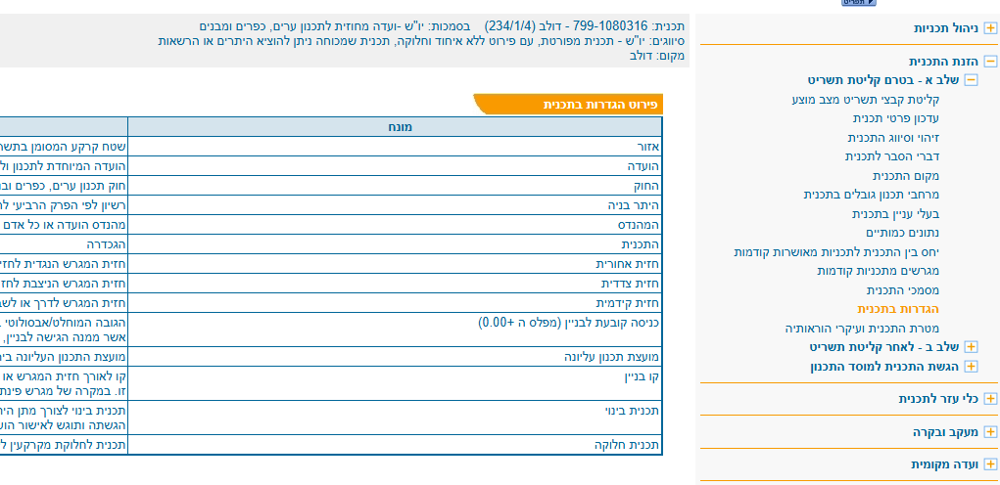 תפריט
ניהול תכניות
הזנת התכנית
שלב א - בטרם קליטת תשריט
קליטת קבצי תשריט מצב מוצע
עדכון פרטי תכנית
זיהוי וסיווג התכנית
דברי הסבר לתכנית
מקום התכנית
מרחבי תכנון גובלים בתכנית
בעלי עניין בתכנית
נתונים כמותיים
יחס בין התכנית לתכניות מאושרות קודמות
מגרשים מתכניות קודמות
מסמכי התכנית
הגדרות בתכנית
מטרת התכנית ועיקרי הוראותיה
שלב ב - לאחר קליטת תשריט
הגשת התכנית למוסד התכנון
כלי עזר לתכנית
מעקב ובקרה
ועדה מקומית
תכנית: 799-1080316 - דולב (234/1/4) בסמכות: יו"ש -ועדה מחוזית לתכנון ערים, כפרים ומבנים
סיווגים: יו"ש - תכנית מפורטת, עם פירוט ללא איחוד וחלוקה, תכנית שמכוחה ניתן להוציא היתרים או הרשאות
מקום: דולב
פירוט הגדרות בתכנית
מונח
אזור שטח קרקע המסומן בתשר
הועדה הועדה המיוחדת לתכנון ול
החוק חוק תכנון ערים, כפרים ובנ
היתר בניה רשיון לפי הפרק הרביעי לח
המהנדס מהנדס הועדה או כל אדם
התכנית הגכדרה
חזית אחורית חזית המגרש הנגדית לחזי
חזית צדדית חזית המגרש הניצבת לחז
חזית קידמית חזית המגרש לדרך או לשב
כניסה קובעת לבניין (מפלס ה +0.00) הגובה המוחלט/אבסולוטי
אשר ממנה הגישה לבניין,
מועצת תכנון עליונה מועצת התכנון העליונה ביה
קו בניין קו לאורך חזית המגרש או
זו. במקרה של מגרש פינת
תכנית בינוי תכנית בינוי לצורך מתן היתר
הגשתה ותוגש לאישור הוע
תכנית חלוקה תכנית לחלוקת מקרקעין ל